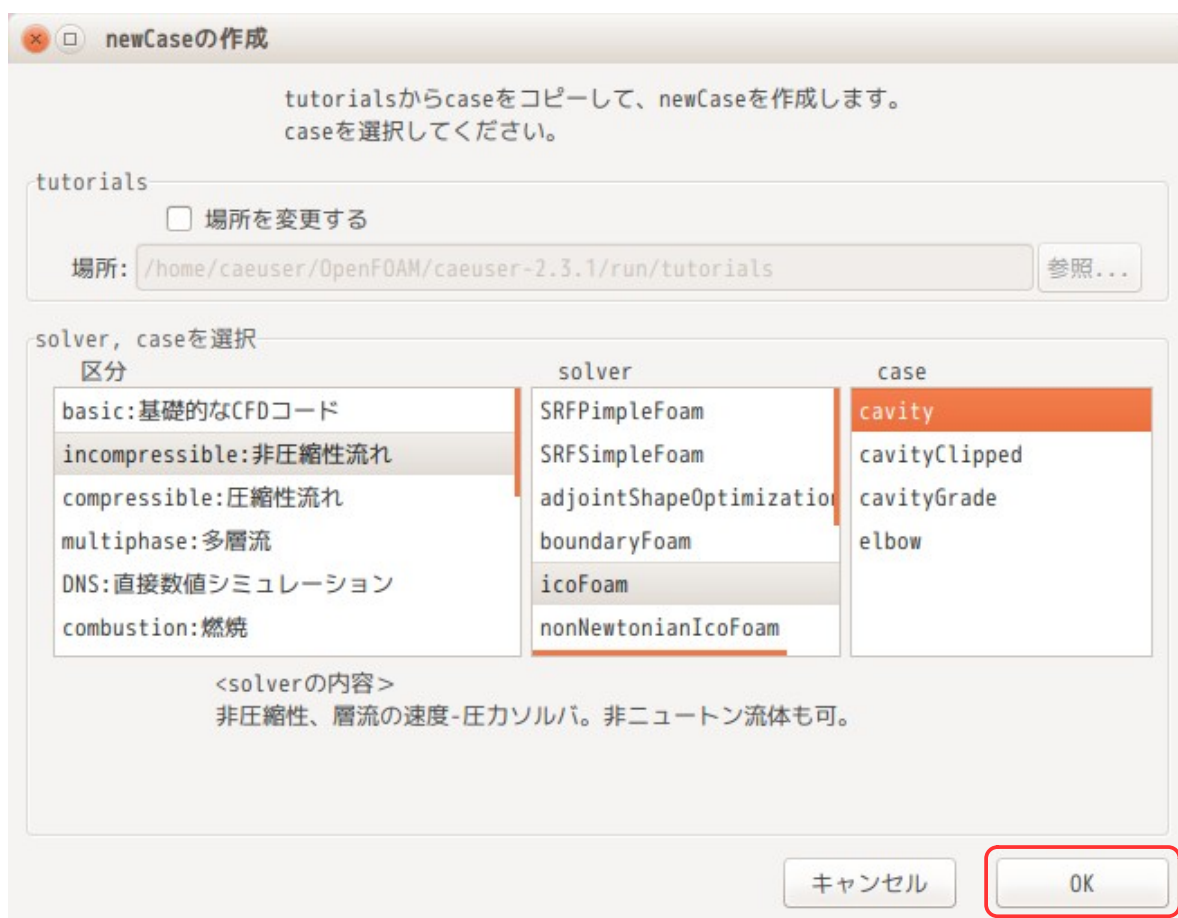 newCaseの作成
tutorialsからcaseをコピーして、newCaseを作成します。
caseを選択してください。
tutorials
場所を変更する
場所: /home/caeuser/OpenFOAM/caeuser-2.3.1/run/tutorials 参照...
solver, caseを選択
区分 solver case
basic:基礎的なCFDコード SRFPimpleFoam cavity
incompressible:非圧縮性流れ SRFSimpleFoam cavityClipped
compressible:圧縮性流れ adjointShapeOptimization cavityGrade
multiphase:多層流 boundaryFoam elbow
DNS:直接数値シミュレーション icoFoam
combustion:燃焼 nonNewtonianIcoFoam
<solverの内容>
非圧縮性、層流の速度-圧力ソルバ。非ニュートン流体も可。
キャンセル OK